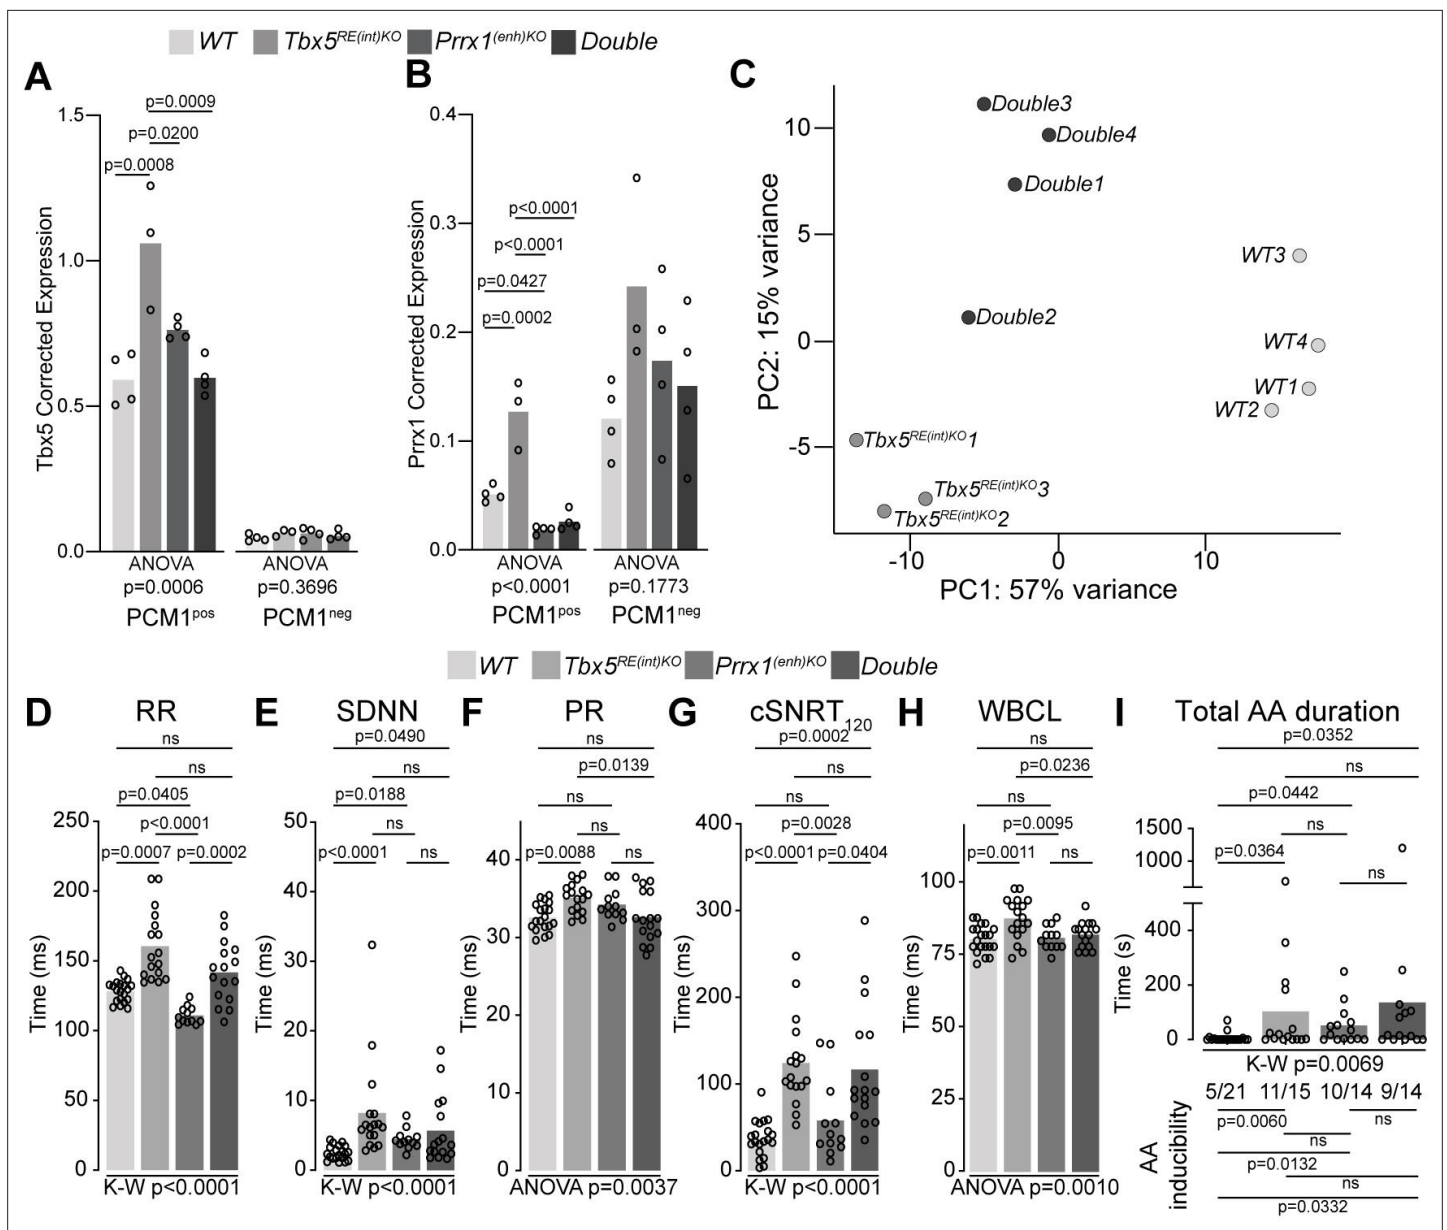 WT Tbx5RE(int)KO Prrx1(enh)KO Double
A
p=0.0009
p=0.0200
p=0.0008
1.5
1.0
0.5
0.0
Tbx5 Corrected Expression
ANOVA
p=0.0006
PCM1pos
ANOVA
p=0.3696
PCM1neg
B
0.4
0.3
0.2
0.1
0.0
Prrx1 Corrected Expression
p<0.0001
p<0.0001
p=0.0427
p=0.0002
ANOVA
p<0.0001
PCM1pos
ANOVA
p=0.1773
PCM1neg
C
10
5
0
-5
PC2: 15% variance
Double3
Double4
Double1
WT3
Double2
WT4
WT1
WT2
Tbx5RE(int)KO1
Tbx5RE(int)KO3
Tbx5RE(int)KO2
-10 0 10
PC1: 57% variance
WT Tbx5RE(int)KO Prrx1(enh)KO Double
D RR
ns
ns
p=0.0405
p<0.0001
p=0.0007 p=0.0002
250
200
150
100
50
0
Time (ms)
K-W p<0.0001
E SDNN
p=0.0490
ns
p=0.0188
ns
p<0.0001 ns
50
40
30
20
10
0
Time (ms)
K-W p<0.0001
F PR
ns
p=0.0139
ns
ns
p=0.0088 ns
40
30
20
10
0
Time (ms)
ANOVA p=0.0037
G cSNRT120
p=0.0002
ns
ns
p=0.0028
p<0.0001 p=0.0404
400
300
200
100
0
Time (ms)
K-W p<0.0001
H WBCL
ns
p=0.0236
ns
p=0.0095
p=0.0011 ns
100
75
50
25
0
Time (ms)
ANOVA p=0.0010
I Total AA duration
p=0.0352
ns
p=0.0442
ns
p=0.0364
ns
1500
1000
400
200
0
Time (s)
K-W p=0.0069
5/21 11/15 10/14 9/14
AA
inducibility
p=0.0060 ns
ns
p=0.0132
ns
p=0.0332